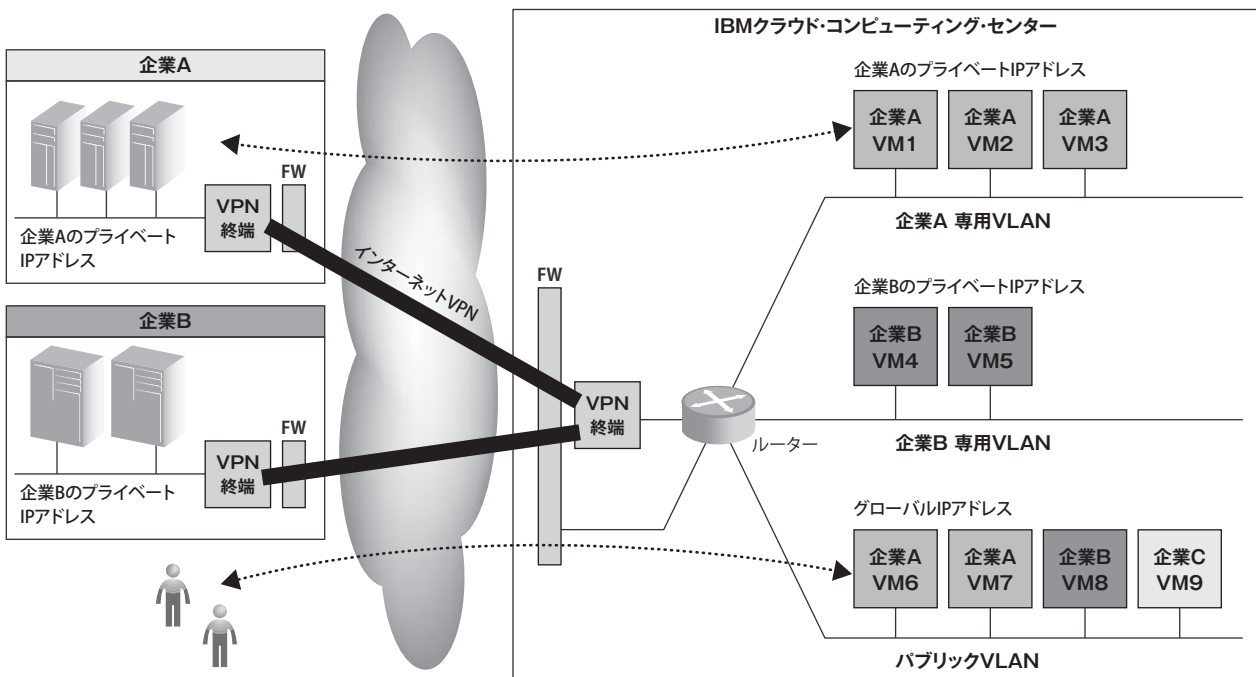 IBMクラウド・コンピューティング・センター
企業A
FW
VPN
終端
企業Aのプライベート
IPアドレス
企業B
FW
VPN
終端
企業Bのプライベート
IPアドレス
インターネットVPN
FW
VPN
終端
ルーター
企業AのプライベートIPアドレス
企業A
VM1
企業A
VM2
企業A
VM3
企業A 専用VLAN
企業BのプライベートIPアドレス
企業B
VM4
企業B
VM5
企業B 専用VLAN
グローバルIPアドレス
企業A
VM6
企業A
VM7
企業B
VM8
企業C
VM9
パブリックVLAN